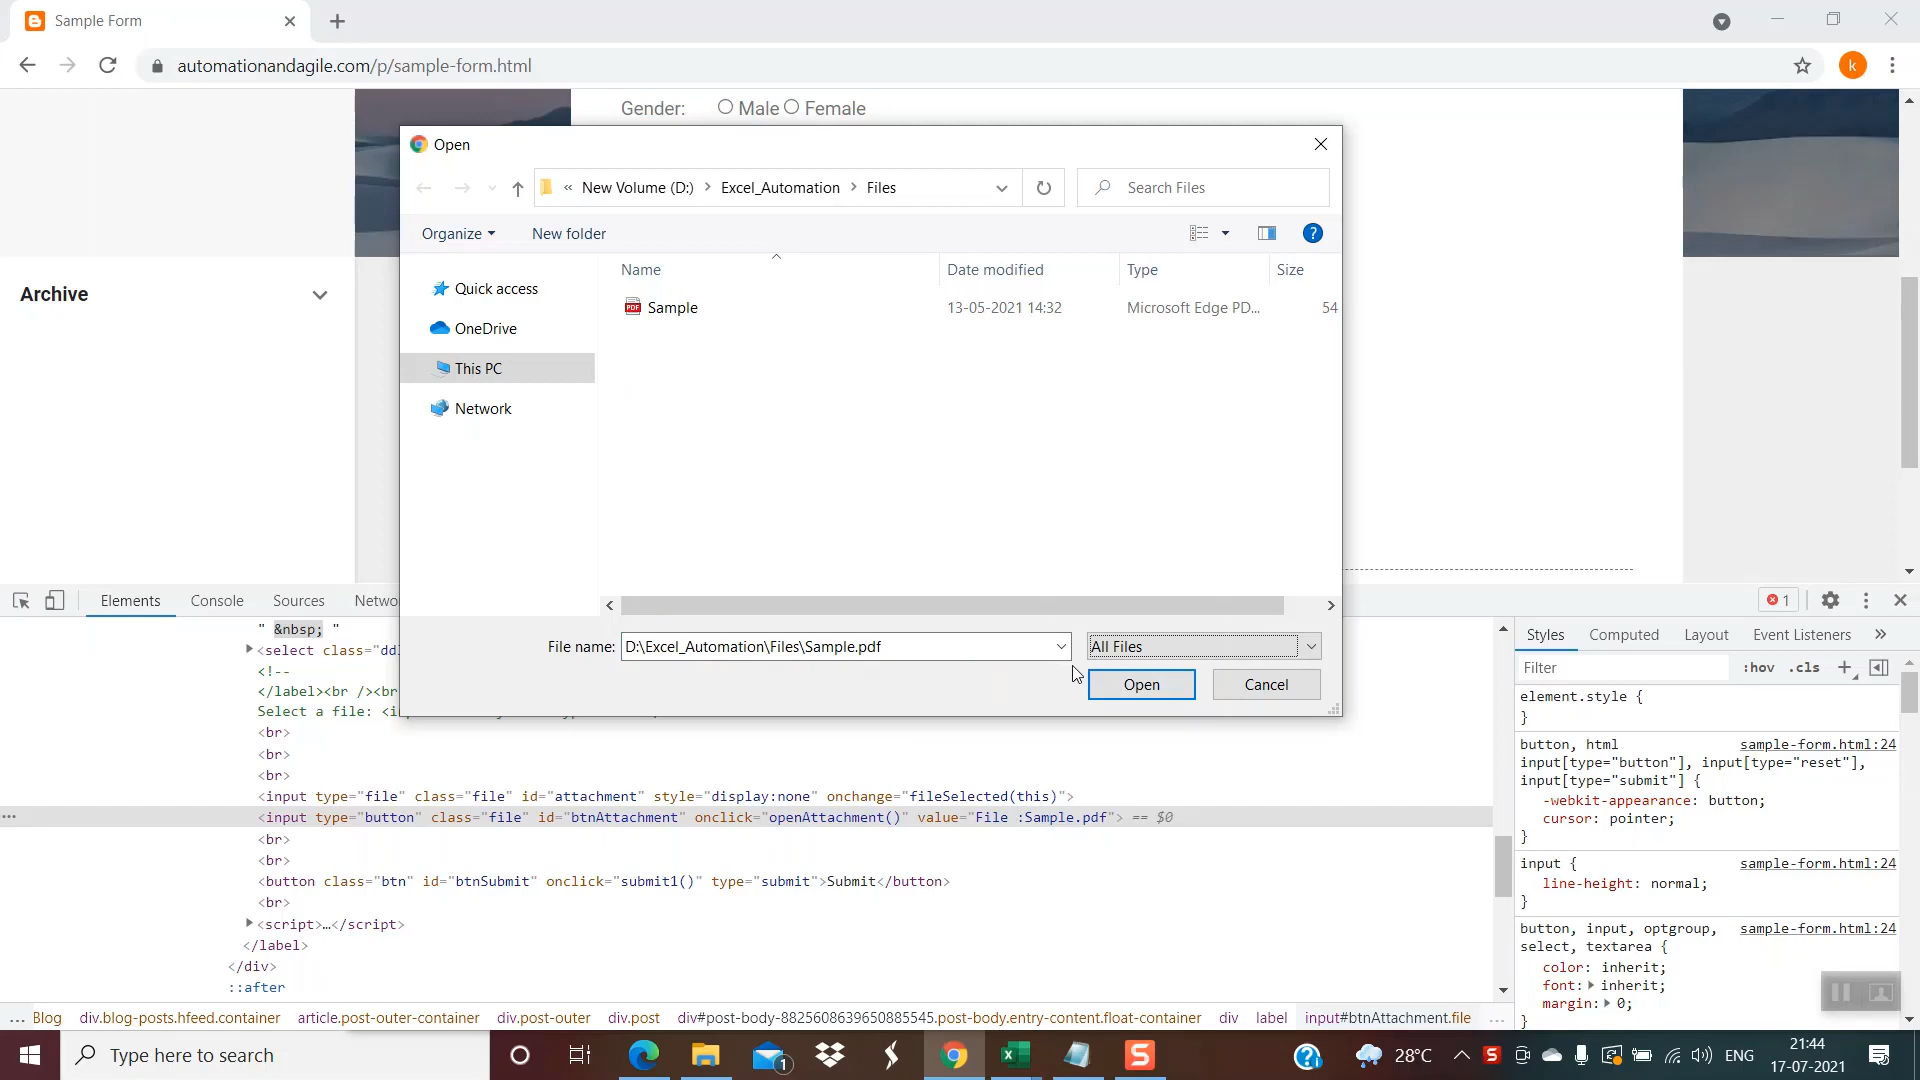 Sample Form
automationandagile.com/p/sample-form.html
k
Gender: Male Female
Open
« New Volume (D:) > Excel_Automation > Files
Search Files
Organize
New folder
Name Date modified Type Size
Sample 13-05-2021 14:32 Microsoft Edge PD... 54
Quick access
OneDrive
This PC
Network
Archive
File name: D:\Excel_Automation\Files\Sample.pdf
All Files
Open Cancel
Elements Console Sources
1
" &nbsp; "
<!--
</label><br /><br
<br>
<br>
<br>
<input type="file" class="file" id="attachment" style="display:none" onchange="fileSelected(this)">
... <input type="button" class="file" id="btnAttachment" onclick="openAttachment()" value="File :Sample.pdf"> == $0
<br>
<br>
<button class="btn" id="btnSubmit" onclick="submit1()" type="submit">Submit</button>
<br>
<script>…</script>
</label>
</div>
::after
... Blog div.blog-posts.hfeed.container article.post-outer-container div.post-outer div.post div#post-body-8825608639650885545.post-body.entry-content.float-container div label input#btnAttachment.file ...
Styles Computed Layout Event Listeners »
Filter :hov .cls +
element.style {
}
button, html sample-form.html:24
input[type="button"], input[type="reset"],
input[type="submit"] {
-webkit-appearance: button;
cursor: pointer;
}
input { sample-form.html:24
line-height: normal;
}
button, input, optgroup, sample-form.html:24
select, textarea {
color: inherit;
font: inherit;
margin: 0;
}
Type here to search
1
28°C
ENG
21:44
17-07-2021